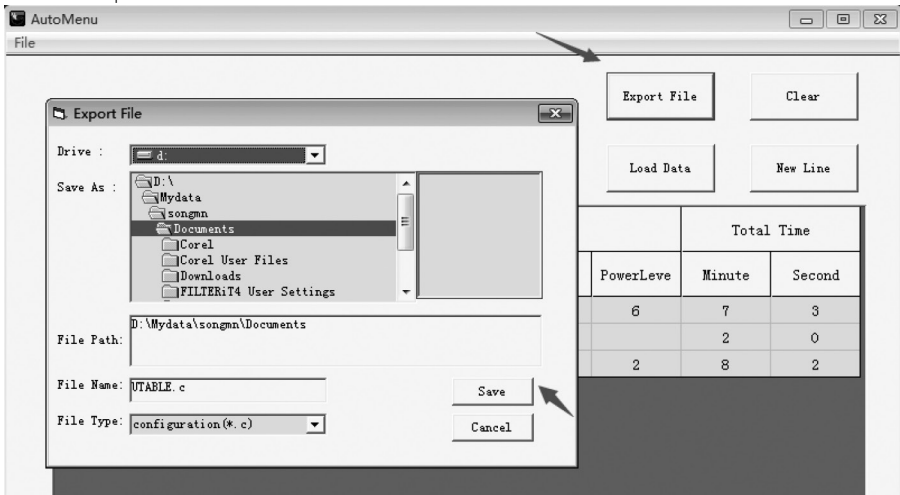 AutoMenu
File
Export File
Clear
Load Data
New Line
Export File
Drive :
d:
Save As :
D:\
Mydata
songmn
Documents
Corel
Corel User Files
Downloads
FILTERiT4 User Settings
File Path:
D:\Mydata\songmn\Documents
File Name:
UTABLE.c
Save
File Type:
configuration(*.c)
Cancel
Total Time
PowerLeve Minute Second
6 7 3
2 0
2 8 2